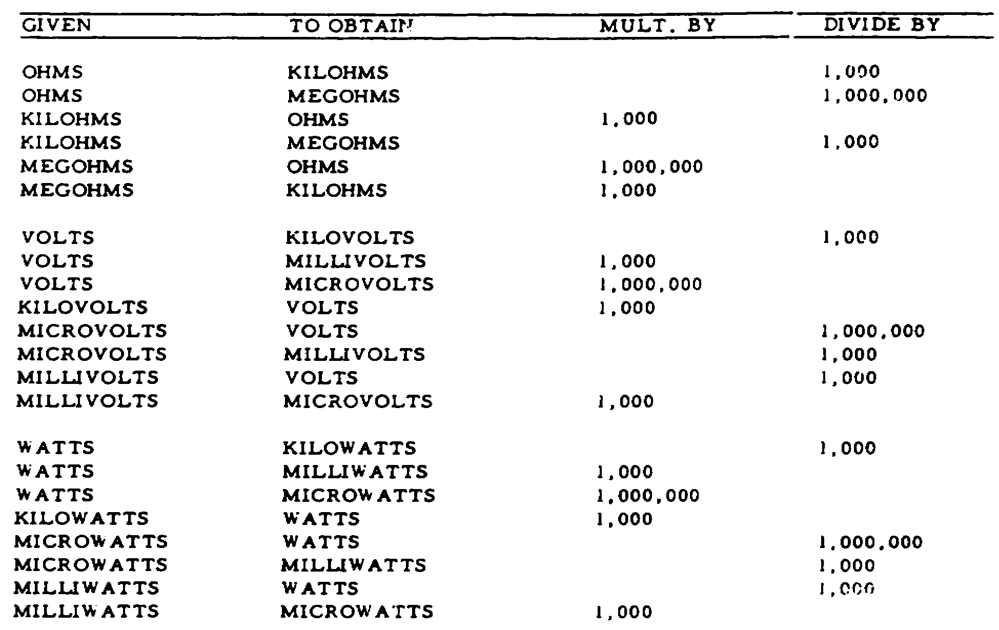 GIVEN TO OBTAIN MULT. BY DIVIDE BY
OHMS KILOHMS 1,000
OHMS MEGOHMS 1,000,000
KILOHMS OHMS 1,000
KILOHMS MEGOHMS 1,000
MEGOHMS OHMS 1,000,000
MEGOHMS KILOHMS 1,000
VOLTS KILOVOLTS 1,000
VOLTS MILLIVOLTS 1,000
VOLTS MICROVOLTS 1,000,000
KILOVOLTS VOLTS 1,000
MICROVOLTS VOLTS 1,000,000
MICROVOLTS MILLIVOLTS 1,000
MILLIVOLTS VOLTS 1,000
MILLIVOLTS MICROVOLTS 1,000
WATTS KILOWATTS 1,000
WATTS MILLIWATTS 1,000
WATTS MICROWATTS 1,000,000
KILOWATTS WATTS 1,000
MICROWATTS WATTS 1,000,000
MICROWATTS MILLIWATTS 1,000
MILLIWATTS WATTS 1,000
MILLIWATTS MICROWATTS 1,000